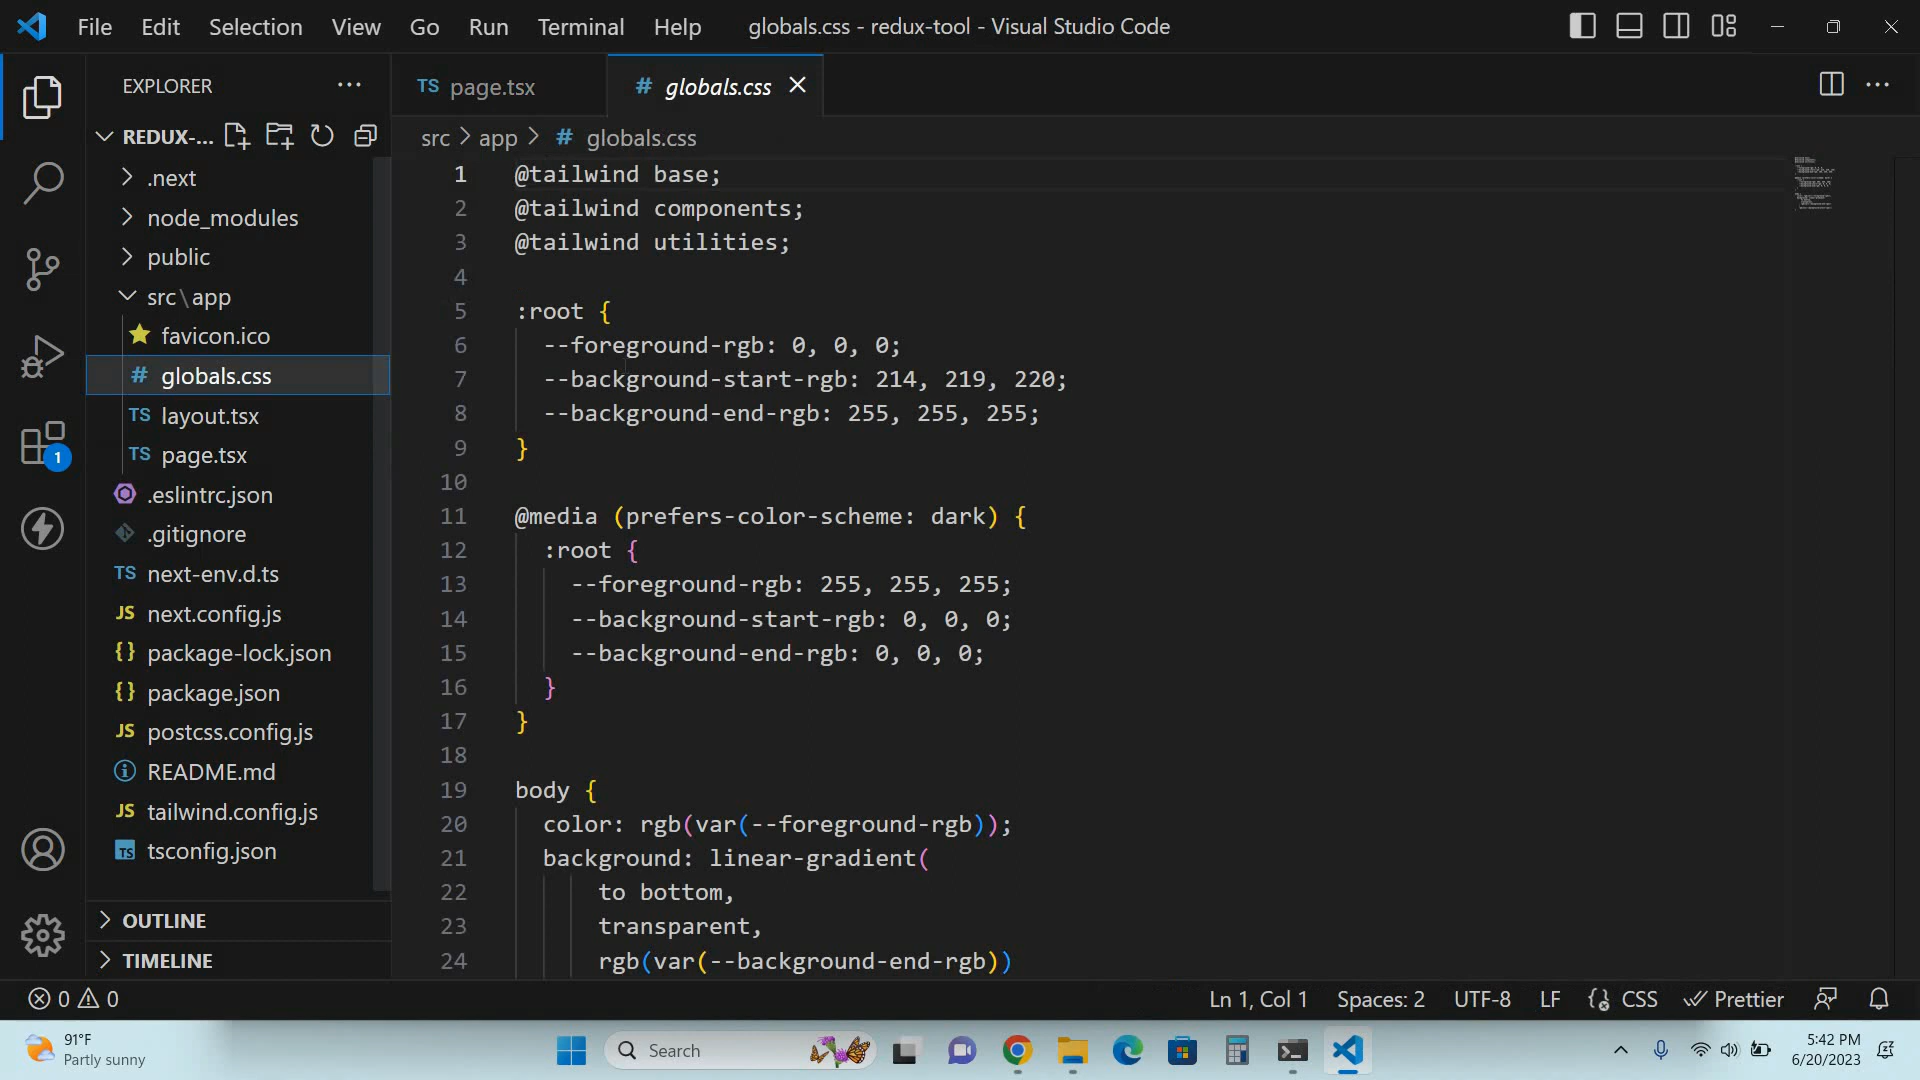 File Edit Selection View Go Run Terminal Help globals.css - redux-tool - Visual Studio Code
EXPLORER
REDUX-...
.next
node_modules
public
src\app
favicon.ico
globals.css
layout.tsx
page.tsx
.eslintrc.json
.gitignore
next-env.d.ts
next.config.js
package-lock.json
package.json
postcss.config.js
README.md
tailwind.config.js
tsconfig.json
OUTLINE
TIMELINE
1
TS page.tsx # globals.css
src > app > # globals.css
1 @tailwind base;
2 @tailwind components;
3 @tailwind utilities;
4
5 :root {
6 --foreground-rgb: 0, 0, 0;
7 --background-start-rgb: 214, 219, 220;
8 --background-end-rgb: 255, 255, 255;
9 }
10
11 @media (prefers-color-scheme: dark) {
12 :root {
13 --foreground-rgb: 255, 255, 255;
14 --background-start-rgb: 0, 0, 0;
15 --background-end-rgb: 0, 0, 0;
16 }
17 }
18
19 body {
20 color: rgb(var(--foreground-rgb));
21 background: linear-gradient(
22 to bottom,
23 transparent,
24 rgb(var(--background-end-rgb))
0 0 Ln 1, Col 1 Spaces: 2 UTF-8 LF CSS Prettier
91°F
Partly sunny
Search
5:42 PM
6/20/2023